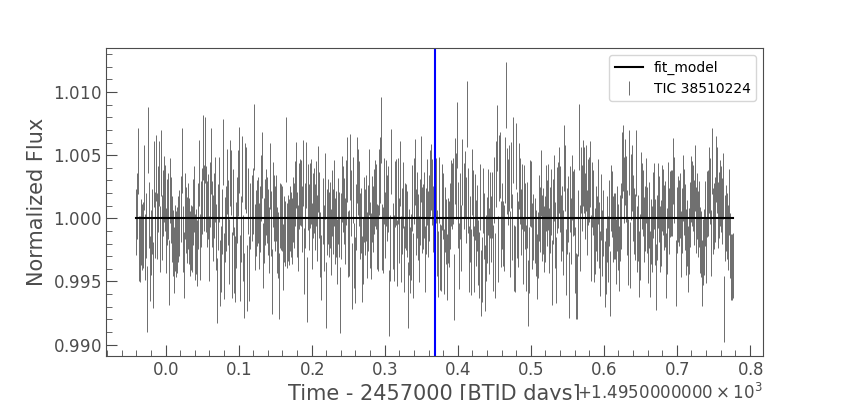 fit_model
TIC 38510224
Normalized Flux
1.010
1.005
1.000
0.995
0.990
0.0 0.1 0.2 0.3 0.4 0.5 0.6 0.7 0.8
Time - 2457000 [BTJD days]
+1.4950000000 × 10³